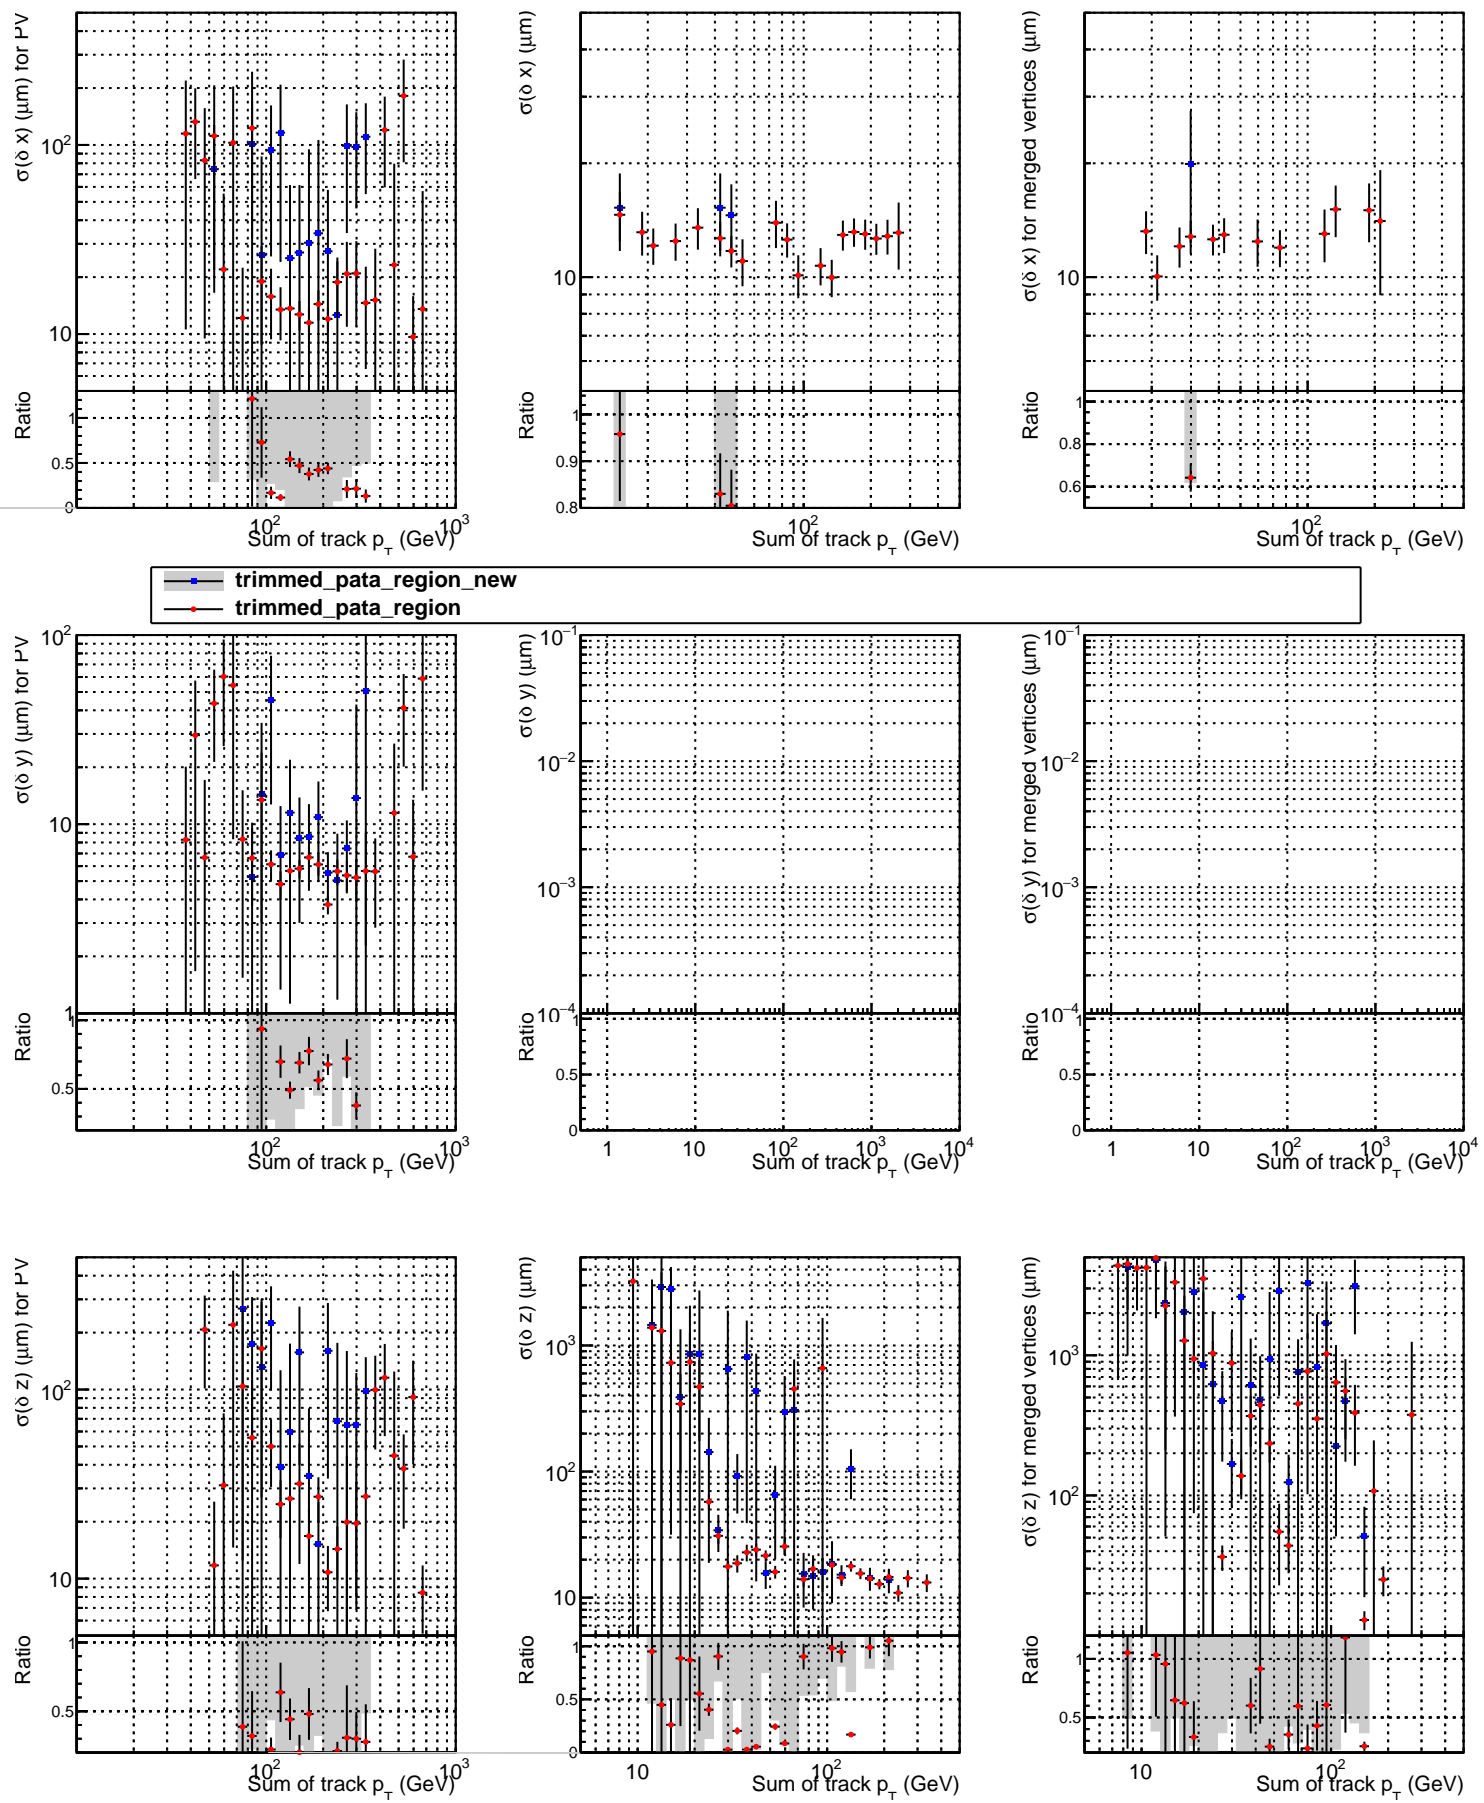 σ(δ x) (μm) for PV
10²
10
Ratio
1
0.5
0
10²
10³
Sum of track p_T (GeV)
σ(δ x) (μm)
10
Ratio
1
0.9
0.8
10²
Sum of track p_T (GeV)
σ(δ x) for merged vertices (μm)
10
Ratio
1
0.8
0.6
10²
Sum of track p_T (GeV)
trimmed_pata_region_new
trimmed_pata_region
σ(δ y) (μm) for PV
10²
10
1
Ratio
1
0.5
10²
10³
Sum of track p_T (GeV)
σ(δ y) (μm)
10⁻¹
10⁻²
10⁻³
10⁻⁴
Ratio
1
0.5
0
1
10
10²
10³
10⁴
Sum of track p_T (GeV)
σ(δ y) for merged vertices (μm)
10⁻¹
10⁻²
10⁻³
10⁻⁴
Ratio
1
0.5
0
1
10
10²
10³
10⁴
Sum of track p_T (GeV)
σ(δ z) (μm) for PV
10²
10
Ratio
1
0.5
10²
10³
Sum of track p_T (GeV)
σ(δ z) (μm)
10³
10²
10
Ratio
1
0.5
0
10
10²
Sum of track p_T (GeV)
σ(δ z) for merged vertices (μm)
10³
10²
Ratio
1
0.5
10
10²
Sum of track p_T (GeV)